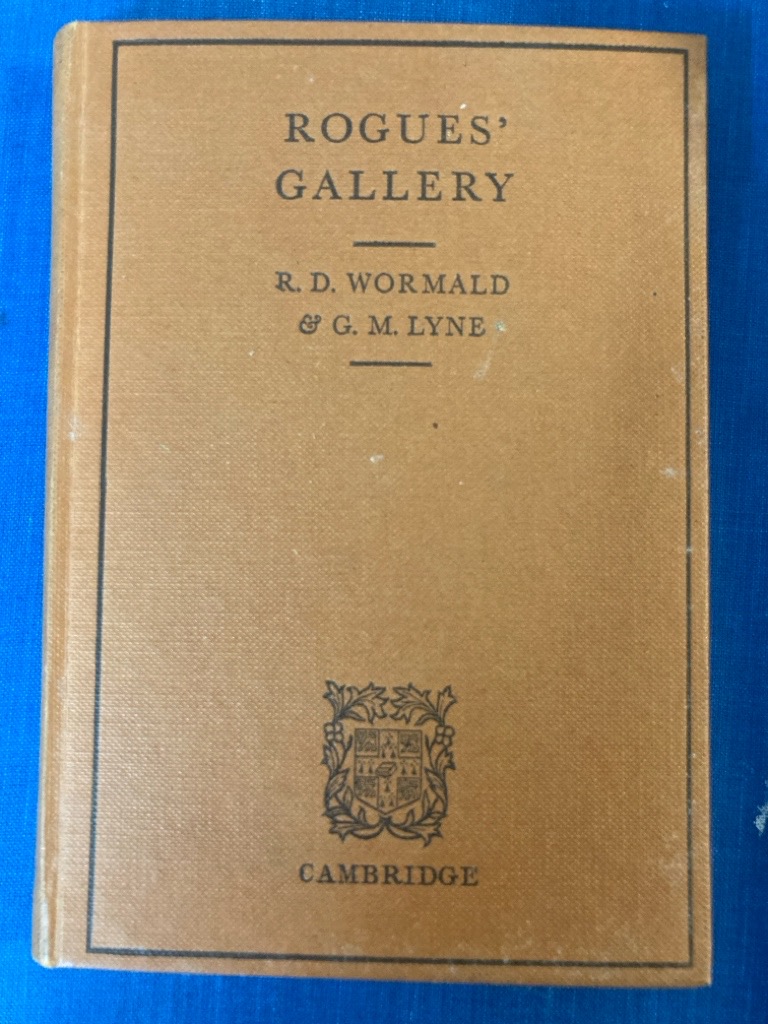 ROGUES’
GALLERY
R. D. WORMALD
& G. M. LYNE
CAMBRIDGE